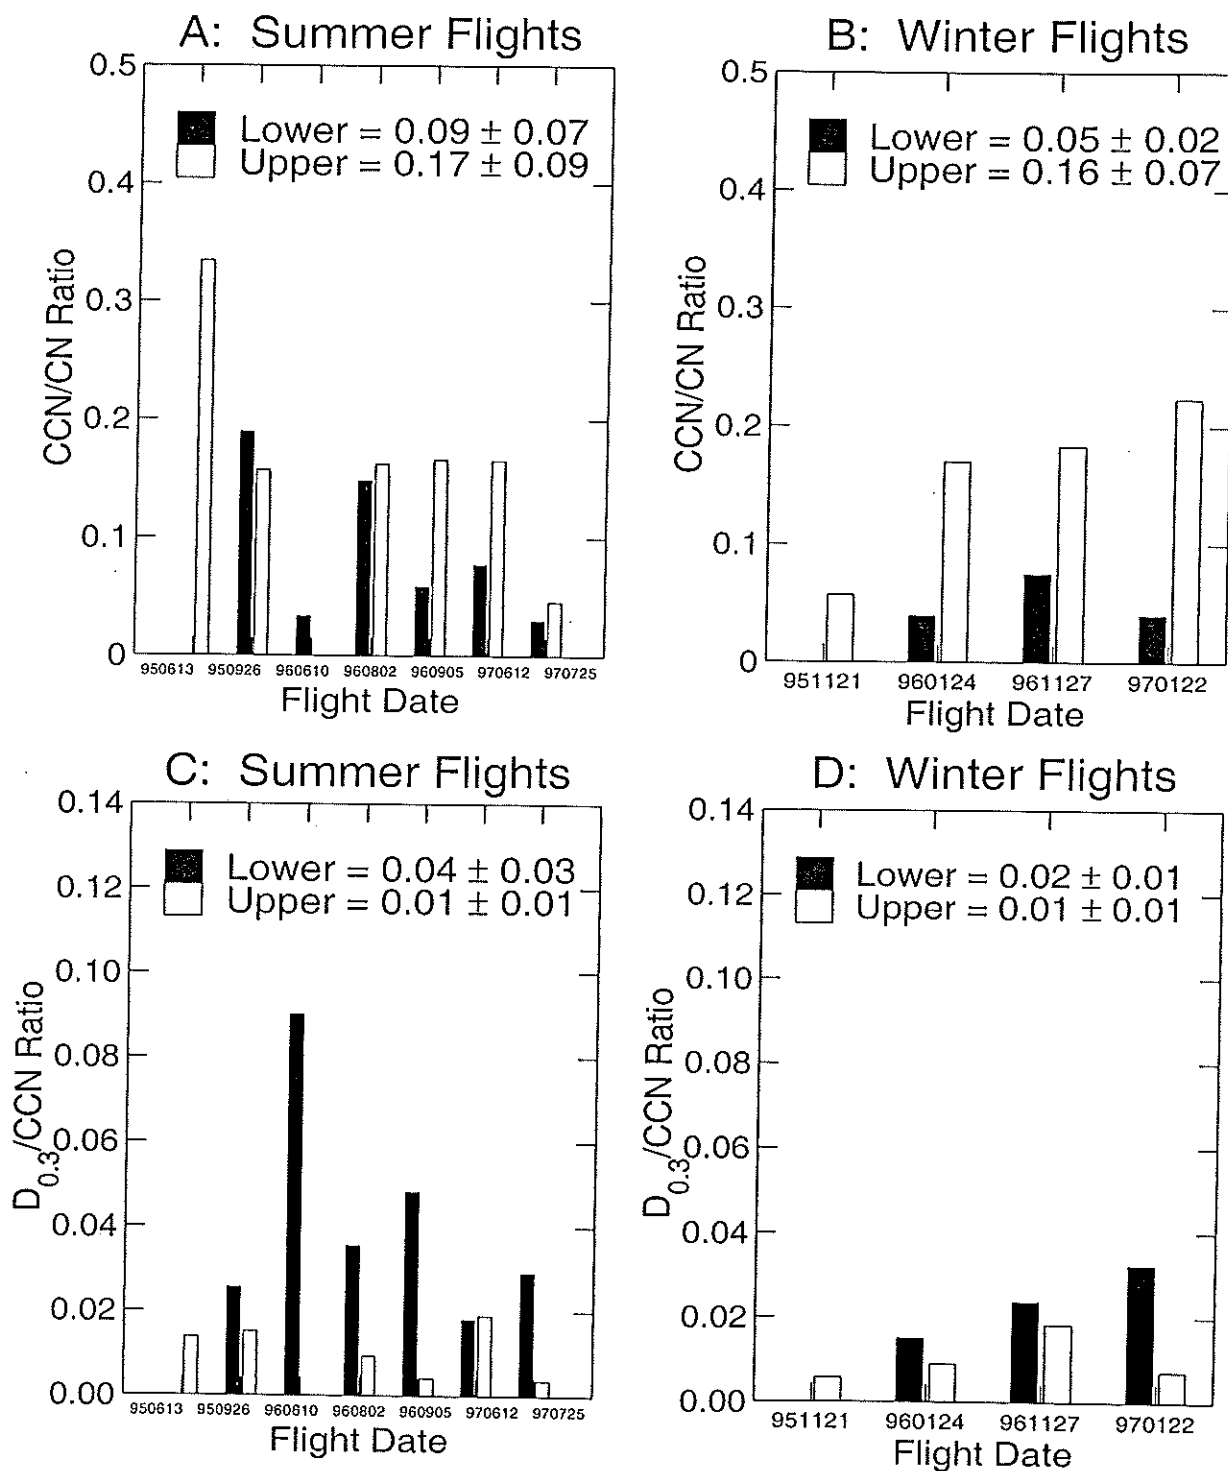 A: Summer Flights
0.5
0.4
0.3
0.2
0.1
0
CCN/CN Ratio
Lower = 0.09 ± 0.07
Upper = 0.17 ± 0.09
950613 950926 960610 960802 960905 970612 970725
Flight Date
B: Winter Flights
0.5
0.4
0.3
0.2
0.1
0
CCN/CN Ratio
Lower = 0.05 ± 0.02
Upper = 0.16 ± 0.07
951121 960124 961127 970122
Flight Date
C: Summer Flights
0.14
0.12
0.10
0.08
0.06
0.04
0.02
0.00
D0.3/CCN Ratio
Lower = 0.04 ± 0.03
Upper = 0.01 ± 0.01
950613 950926 960610 960802 960905 970612 970725
Flight Date
D: Winter Flights
0.14
0.12
0.10
0.08
0.06
0.04
0.02
0.00
D0.3/CCN Ratio
Lower = 0.02 ± 0.01
Upper = 0.01 ± 0.01
951121 960124 961127 970122
Flight Date